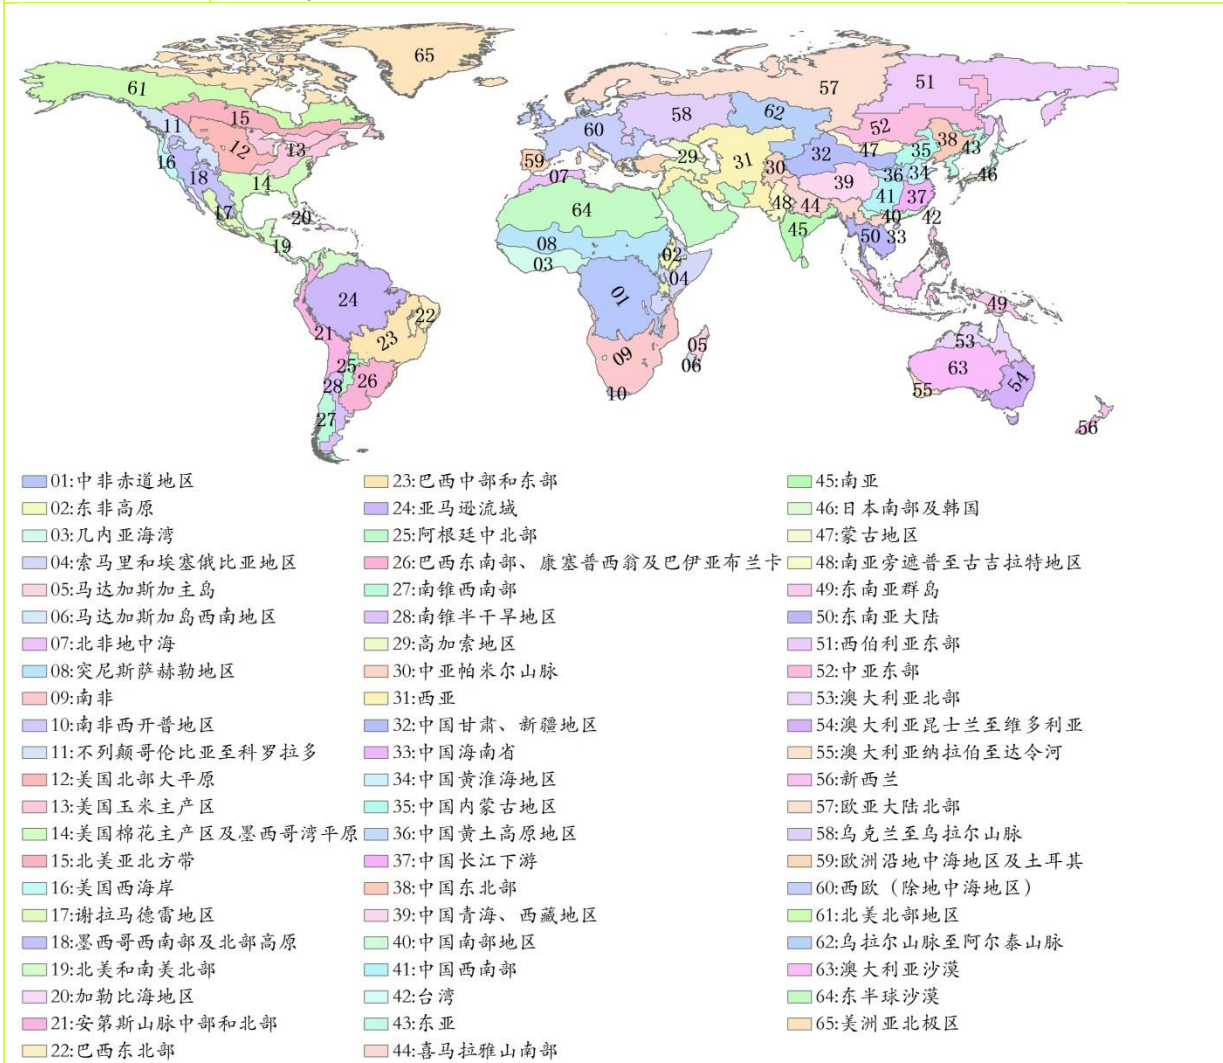 65
61
51
57
15
58
62
11
60
52
13
12
38
59
29
32
47
35
43
16
31
30
36
34
46
18
14
07
39
41
37
17
20
64
48
44
40
42
45
19
08
02
50
33
03
04
24
01
49
22
21
23
05
53
09
06
25
63
54
28
26
10
55
27
56
01:中非赤道地区
02:东非高原
03:几内亚海湾
04:索马里和埃塞俄比亚地区
05:马达加斯加主岛
06:马达加斯加岛西南地区
07:北非地中海
08:突尼斯萨赫勒地区
09:南非
10:南非西开普地区
11:不列颠哥伦比亚至科罗拉多
12:美国北部大平原
13:美国玉米主产区
14:美国棉花主产区及墨西哥湾平原
15:北美亚北方带
16:美国西海岸
17:谢拉马德雷地区
18:墨西哥西南部及北部高原
19:北美和南美北部
20:加勒比海地区
21:安第斯山脉中部和北部
22:巴西东北部
23:巴西中部和东部
24:亚马逊流域
25:阿根廷中北部
26:巴西东南部、康塞普西翁及巴伊亚布兰卡
27:南锥西南部
28:南锥半干旱地区
29:高加索地区
30:中亚帕米尔山脉
31:西亚
32:中国甘肃、新疆地区
33:中国海南省
34:中国黄淮海地区
35:中国内蒙古地区
36:中国黄土高原地区
37:中国长江下游
38:中国东北部
39:中国青海、西藏地区
40:中国南部地区
41:中国西南部
42:台湾
43:东亚
44:喜马拉雅山南部
45:南亚
46:日本南部及韩国
47:蒙古地区
48:南亚旁遮普至古吉拉特地区
49:东南亚群岛
50:东南亚大陆
51:西伯利亚东部
52:中亚东部
53:澳大利亚北部
54:澳大利亚昆士兰至维多利亚
55:澳大利亚纳拉伯至达令河
56:新西兰
57:欧亚大陆北部
58:乌克兰至乌拉尔山脉
59:欧洲沿地中海地区及土耳其
60:西欧（除地中海地区）
61:北美北部地区
62:乌拉尔山脉至阿尔泰山脉
63:澳大利亚沙漠
64:东半球沙漠
65:美洲亚北极区